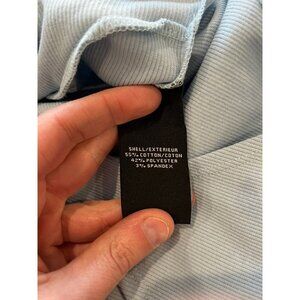 SHELL/EXTERIEUR
55% COTTON/COTON
42% POLYESTER
3% SPANDEX